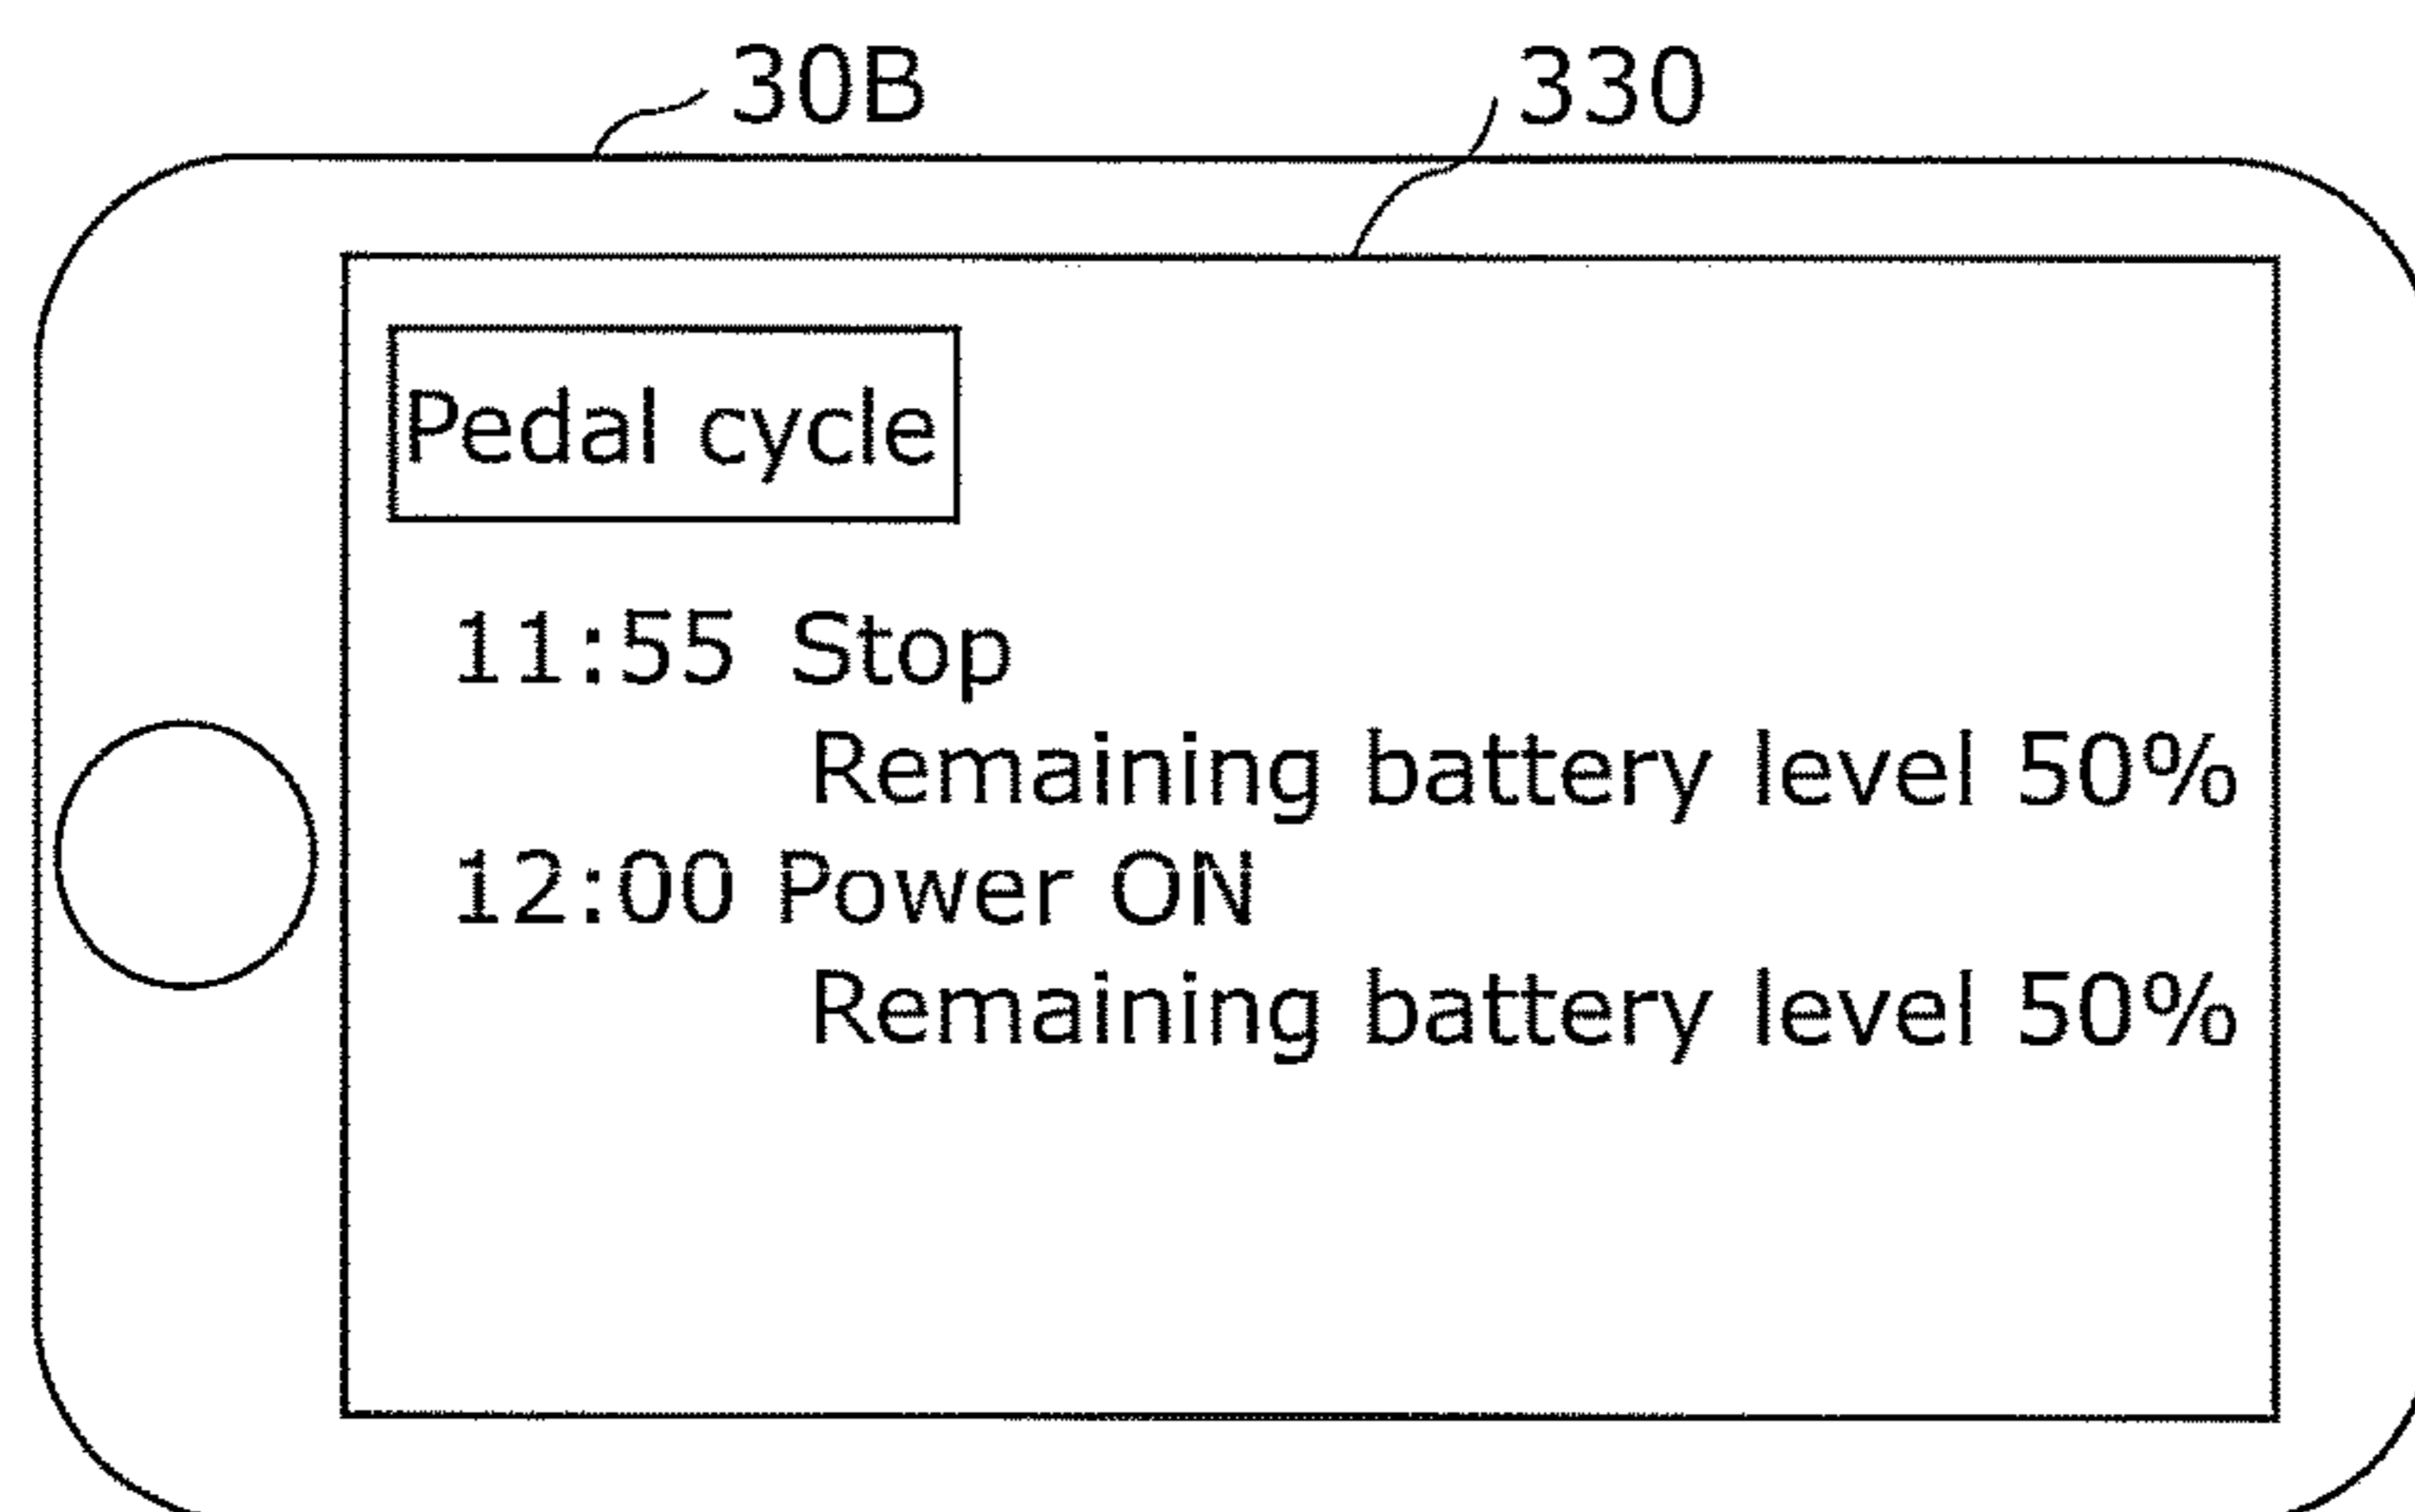 30B 330
Pedal cycle
11:55 Stop
Remaining battery level 50%
12:00 Power ON
Remaining battery level 50%